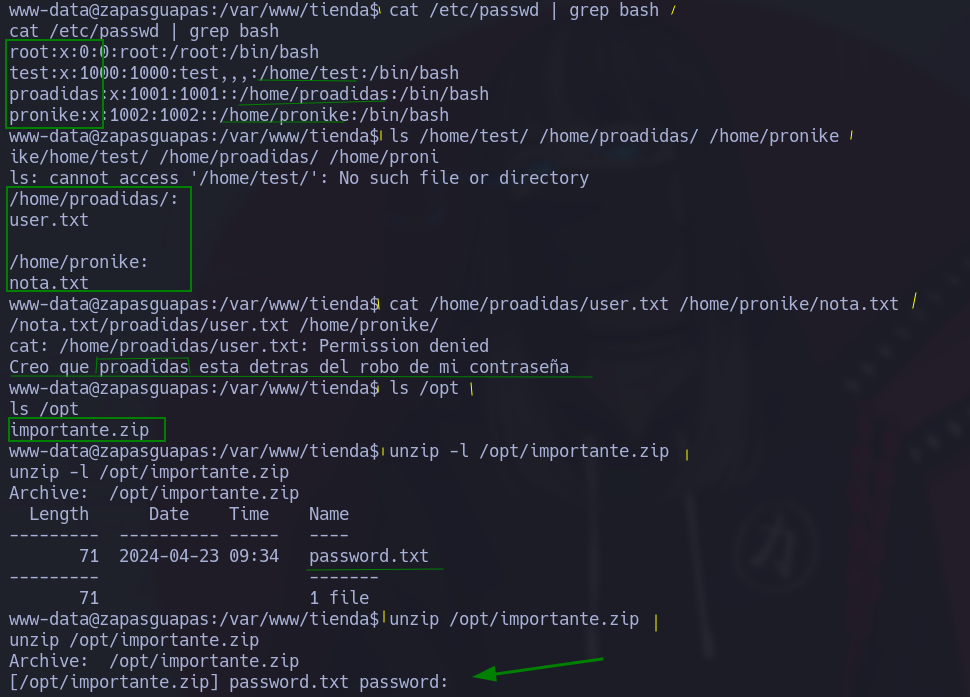 www-data@zapasguapas:/var/www/tienda$ cat /etc/passwd | grep bash
cat /etc/passwd | grep bash
root:x:0:0:root:/root:/bin/bash
test:x:1000:1000:test,,,:/home/test:/bin/bash
proadidas:x:1001:1001::/home/proadidas:/bin/bash
pronike:x:1002:1002::/home/pronike:/bin/bash
www-data@zapasguapas:/var/www/tienda$ ls /home/test/ /home/proadidas/ /home/pronike
ike/home/test/ /home/proadidas/ /home/proni
ls: cannot access '/home/test/': No such file or directory
/home/proadidas/:
user.txt
/home/pronike:
nota.txt
www-data@zapasguapas:/var/www/tienda$ cat /home/proadidas/user.txt /home/pronike/nota.txt
/nota.txt/proadidas/user.txt /home/pronike/
cat: /home/proadidas/user.txt: Permission denied
Creo que proadidas esta detras del robo de mi contraseña
www-data@zapasguapas:/var/www/tienda$ ls /opt
ls /opt
importante.zip
www-data@zapasguapas:/var/www/tienda$ unzip -l /opt/importante.zip
unzip -l /opt/importante.zip
Archive:  /opt/importante.zip
  Length      Date    Time    Name
---------  ---------- -----   ----
       71  2024-04-23 09:34   password.txt
---------                     -------
       71                     1 file
www-data@zapasguapas:/var/www/tienda$ unzip /opt/importante.zip
unzip /opt/importante.zip
Archive:  /opt/importante.zip
[/opt/importante.zip] password.txt password: